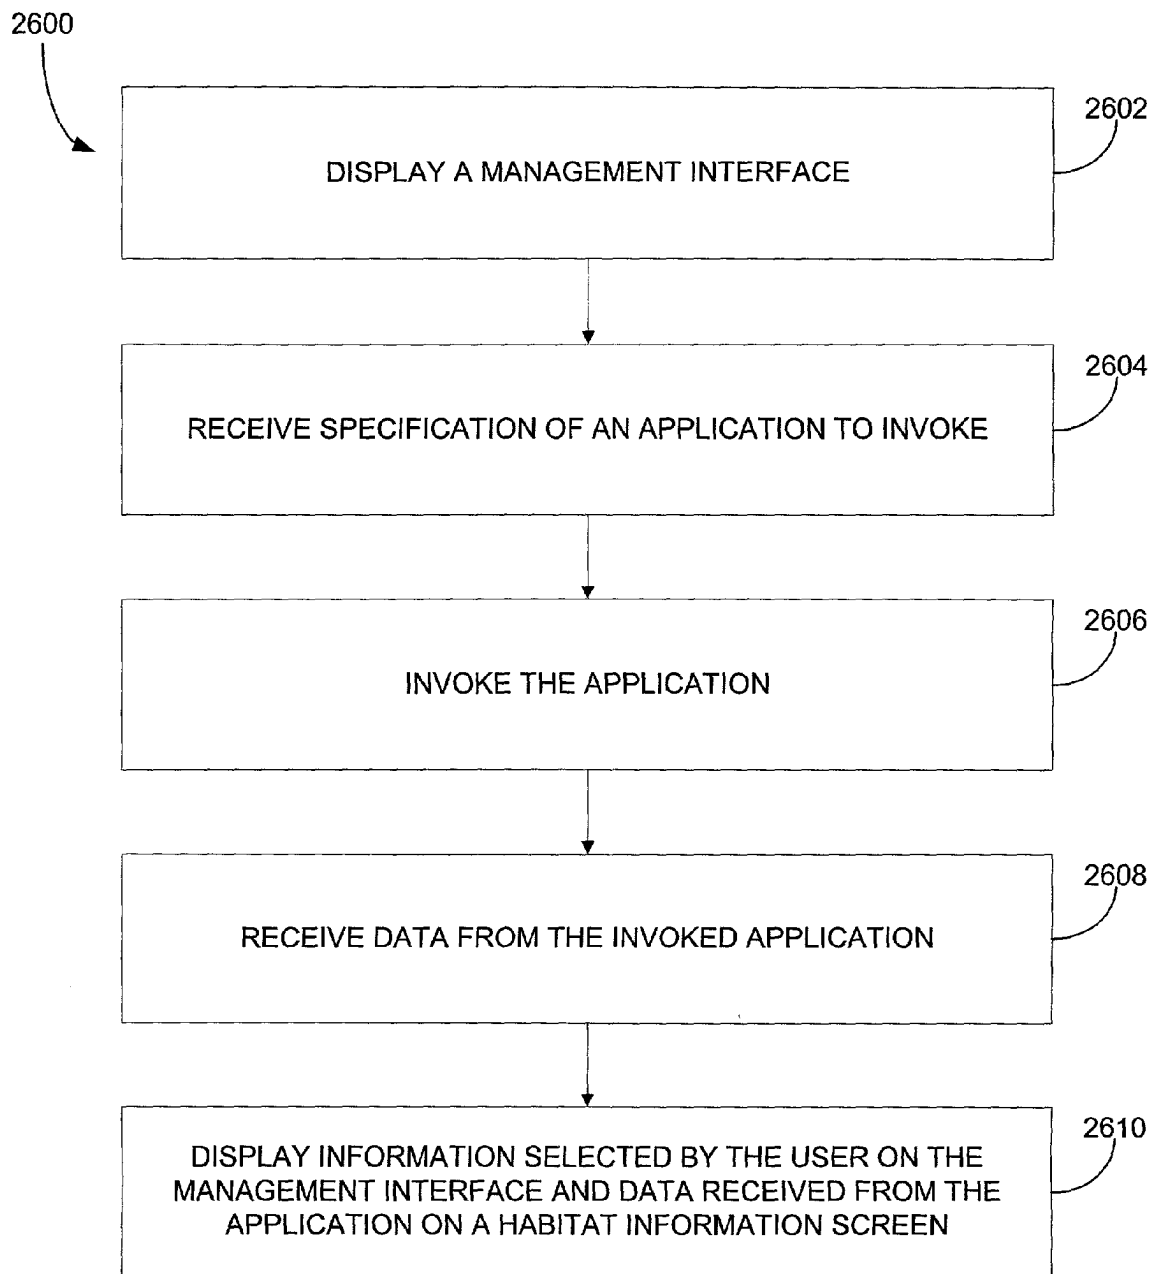 2600
2602
DISPLAY A MANAGEMENT INTERFACE
2604
RECEIVE SPECIFICATION OF AN APPLICATION TO INVOKE
2606
INVOKE THE APPLICATION
2608
RECEIVE DATA FROM THE INVOKED APPLICATION
2610
DISPLAY INFORMATION SELECTED BY THE USER ON THE
MANAGEMENT INTERFACE AND DATA RECEIVED FROM THE
APPLICATION ON A HABITAT INFORMATION SCREEN